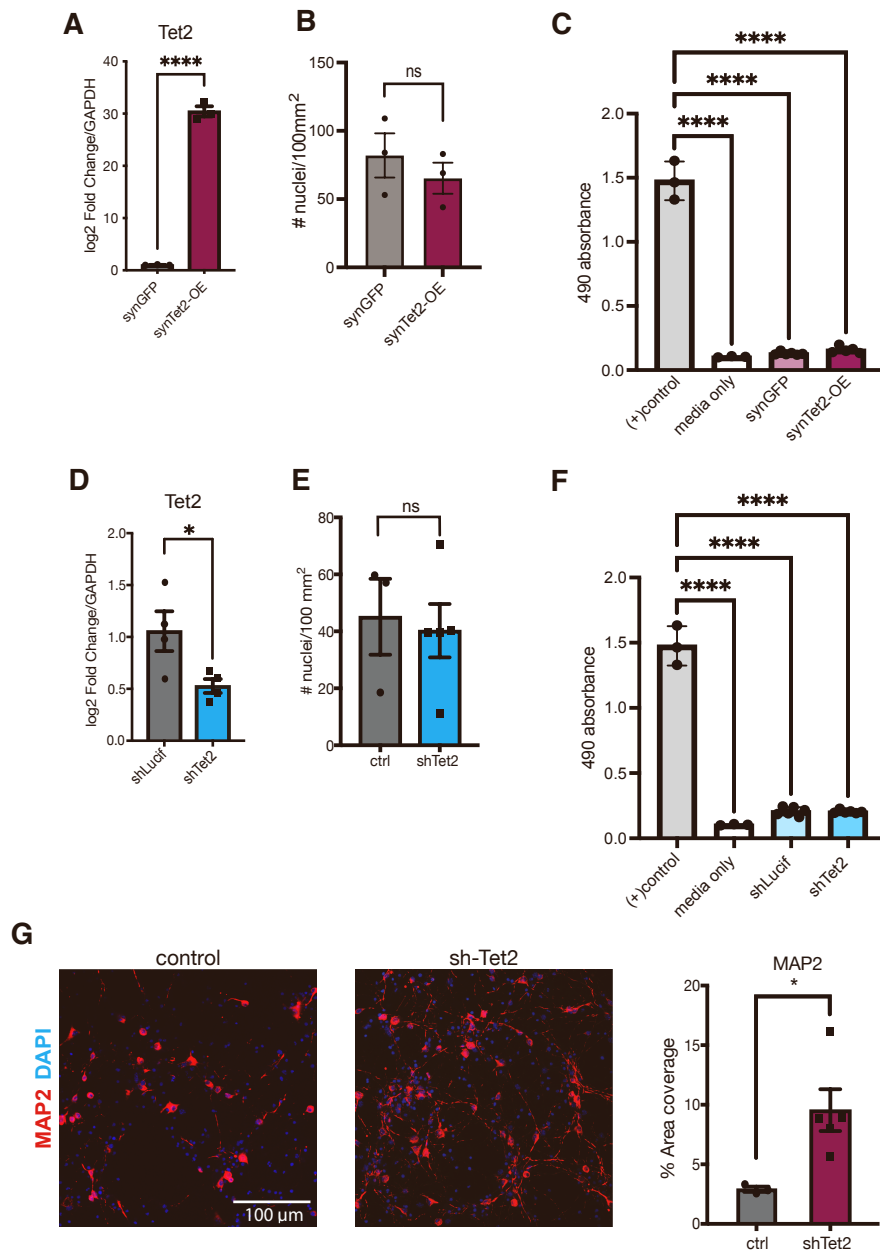 A
Tet2
****
log2 Fold Change/GAPDH
40
30
20
10
0
synGFP
synTet2-OE
B
ns
# nuclei/100mm²
150
100
50
0
synGFP
synTet2-OE
C
****
****
****
490 absorbance
2.0
1.5
1.0
0.5
0.0
(+)control
media only
synGFP
synTet2-OE
D
Tet2
*
log2 Fold Change/GAPDH
2.0
1.5
1.0
0.5
0.0
shLucif
shTet2
E
ns
# nuclei/100 mm²
80
60
40
20
0
ctrl
shTet2
F
****
****
****
490 absorbance
2.0
1.5
1.0
0.5
0.0
(+)control
media only
shLucif
shTet2
G
control
sh-Tet2
MAP2 DAPI
100 µm
MAP2
*
% Area coverage
20
15
10
5
0
ctrl
shTet2